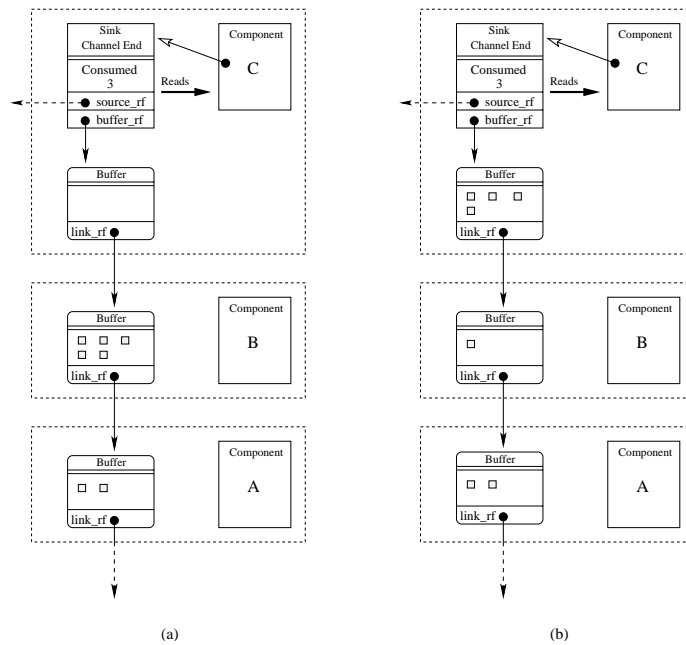 Sink
Channel End
Component
Consumed
3
Reads
C
source_rf
buffer_rf
Buffer
link_rf
Buffer
Component
B
link_rf
Buffer
Component
A
link_rf
(a)
Sink
Channel End
Component
Consumed
3
Reads
C
source_rf
buffer_rf
Buffer
link_rf
Buffer
Component
B
link_rf
Buffer
Component
A
link_rf
(b)